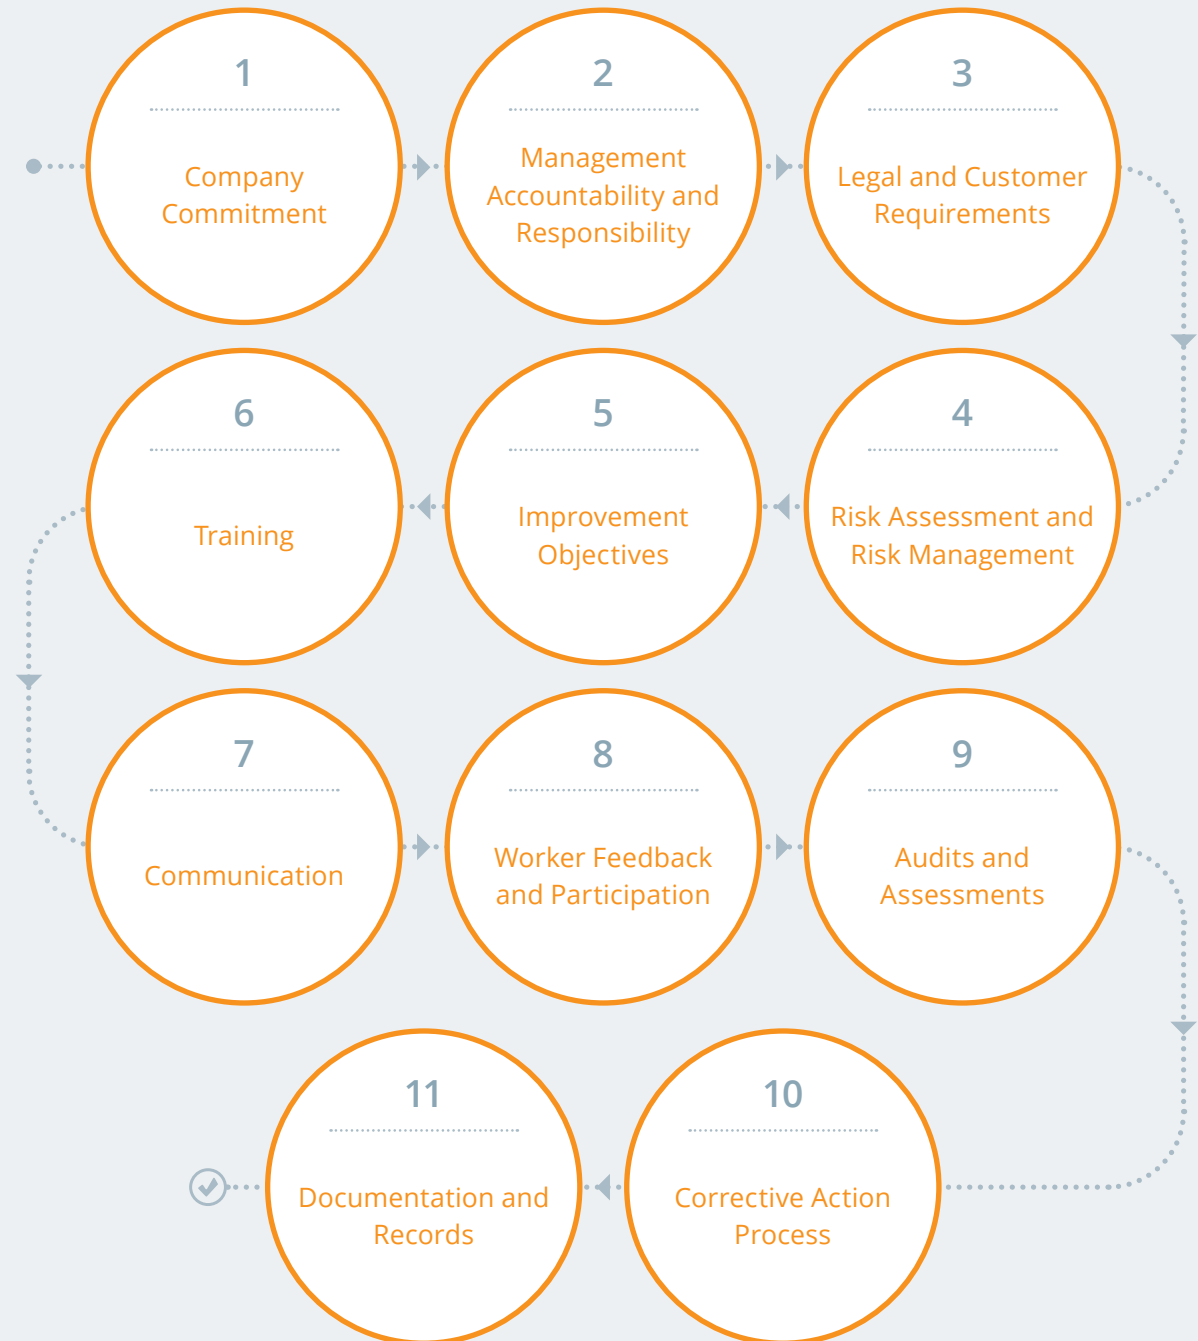 1
Company
Commitment
2
Management
Accountability and
Responsibility
3
Legal and Customer
Requirements
4
Risk Assessment and
Risk Management
5
Improvement
Objectives
6
Training
7
Communication
8
Worker Feedback
and Participation
9
Audits and
Assessments
10
Corrective Action
Process
11
Documentation and
Records